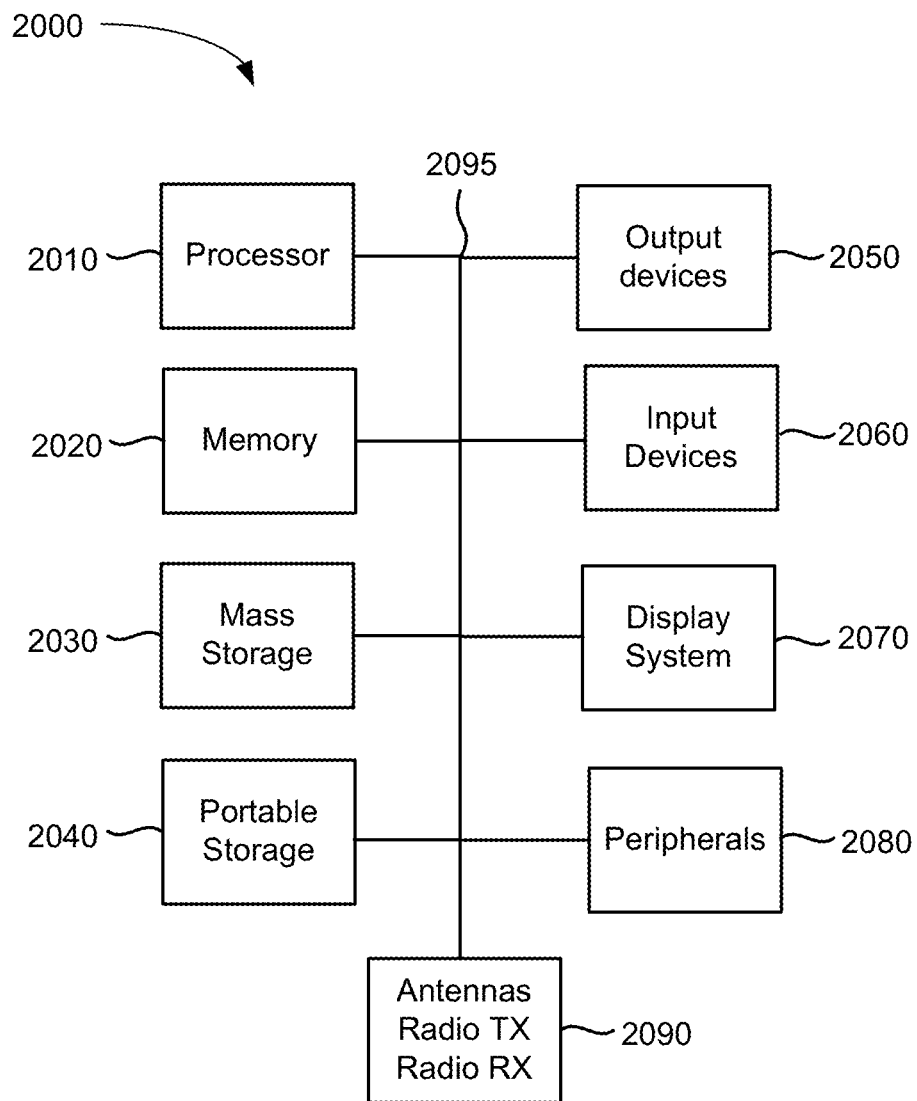 2000
2095
2010
Processor
Output
devices
2050
2020
Memory
Input
Devices
2060
2030
Mass
Storage
Display
System
2070
2040
Portable
Storage
Peripherals
2080
Antennas
Radio TX
Radio RX
2090